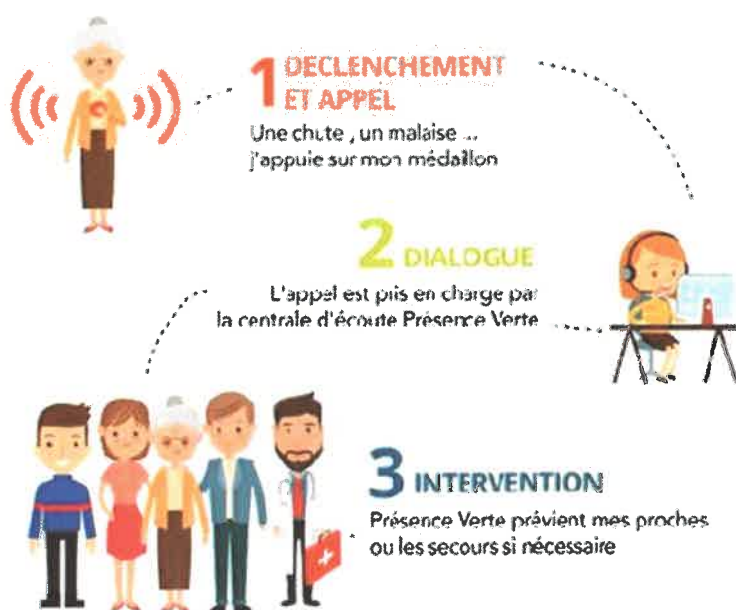 1 DECLENCHEMENT
ET APPEL
Une chute , un malaise ...
j'appuie sur mon médaillon
2 DIALOGUE
L'appel est pris en charge par
la centrale d'écoute Présence Verte
3 INTERVENTION
Présence Verte prévient mes proches
ou les secours si nécessaire